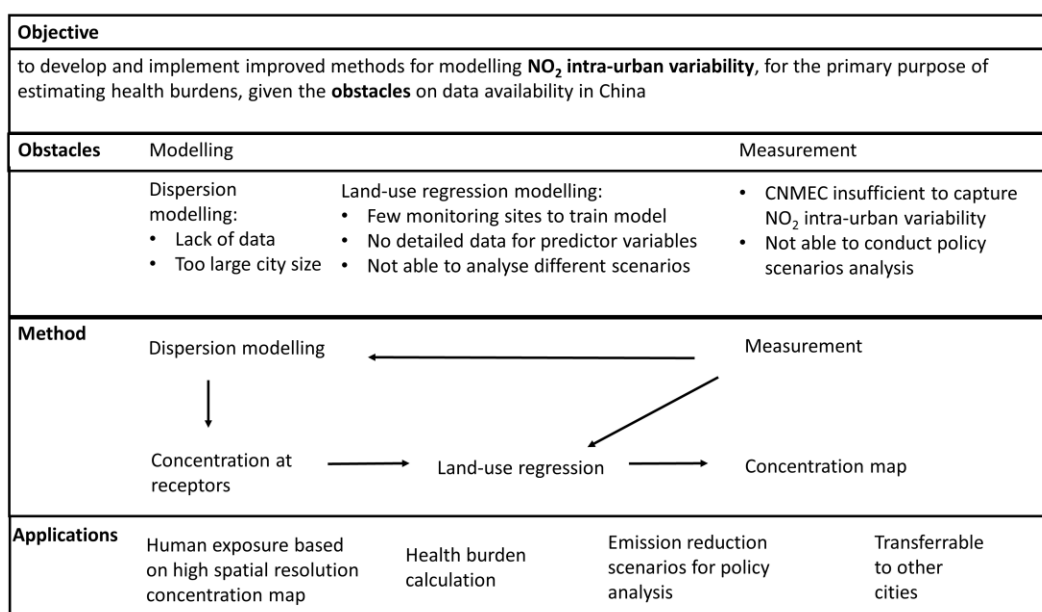 Objective
to develop and implement improved methods for modelling NO2 intra-urban variability, for the primary purpose of
estimating health burdens, given the obstacles on data availability in China
Obstacles
Modelling
Measurement
Dispersion
modelling:
• Lack of data
• Too large city size
Land-use regression modelling:
• Few monitoring sites to train model
• No detailed data for predictor variables
• Not able to analyse different scenarios
• CNMEC insufficient to capture
NO2 intra-urban variability
• Not able to conduct policy
scenarios analysis
Method
Dispersion modelling
Measurement
Concentration at
receptors
Land-use regression
Concentration map
Applications
Human exposure based
on high spatial resolution
concentration map
Health burden
calculation
Emission reduction
scenarios for policy
analysis
Transferrable
to other
cities